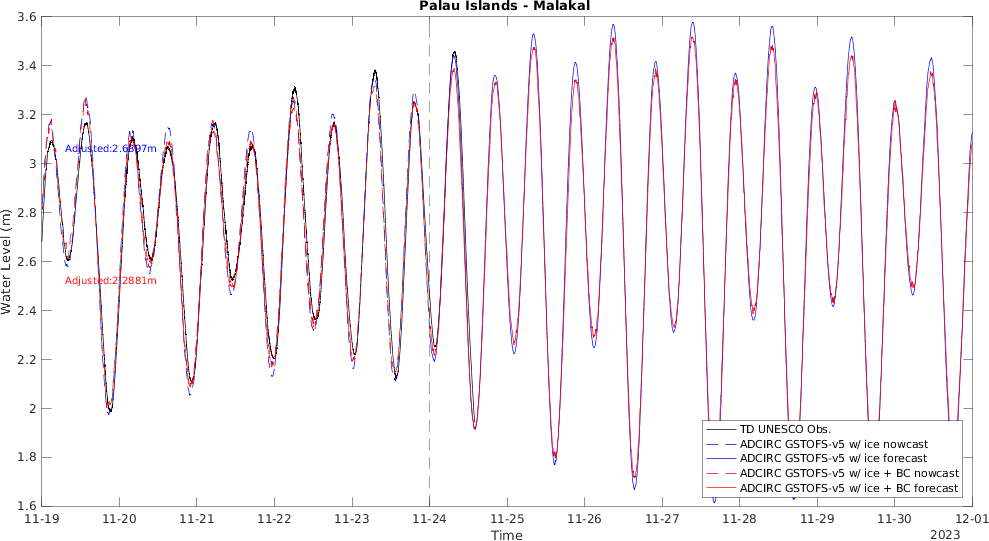 Palau Islands - Malakal
Water Level (m)
3.6
3.4
3.2
3
2.8
2.6
2.4
2.2
2
1.8
1.6
Adjusted:2.6397m
Adjusted:2.2881m
TD UNESCO Obs.
ADCIRC GSTOFS-v5 w/ ice nowcast
ADCIRC GSTOFS-v5 w/ ice forecast
ADCIRC GSTOFS-v5 w/ ice + BC nowcast
ADCIRC GSTOFS-v5 w/ ice + BC forecast
11-19 11-20 11-21 11-22 11-23 11-24 11-25 11-26 11-27 11-28 11-29 11-30 12-01
Time
2023